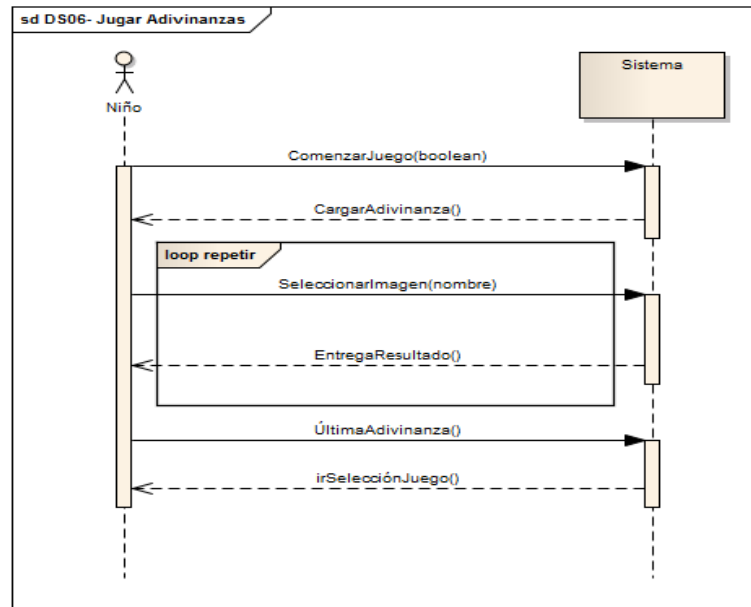 sd DS06- Jugar Adivinanzas
Niño
Sistema
ComenzarJuego(boolean)
CargarAdivinanza()
loop repetir
SeleccionarImagen(nombre)
EntregaResultado()
ÚltimaAdivinanza()
irSelecciónJuego()